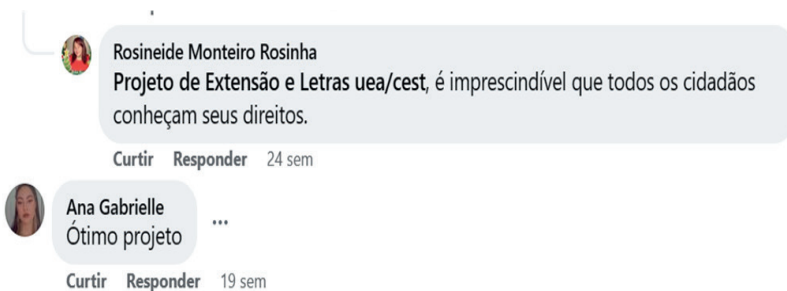 Rosineide Monteiro Rosinha
Projeto de Extensão e Letras uea/cest, é imprescindível que todos os cidadãos
conheçam seus direitos.
Curtir Responder 24 sem
Ana Gabrielle
...
Ótimo projeto
Curtir Responder 19 sem